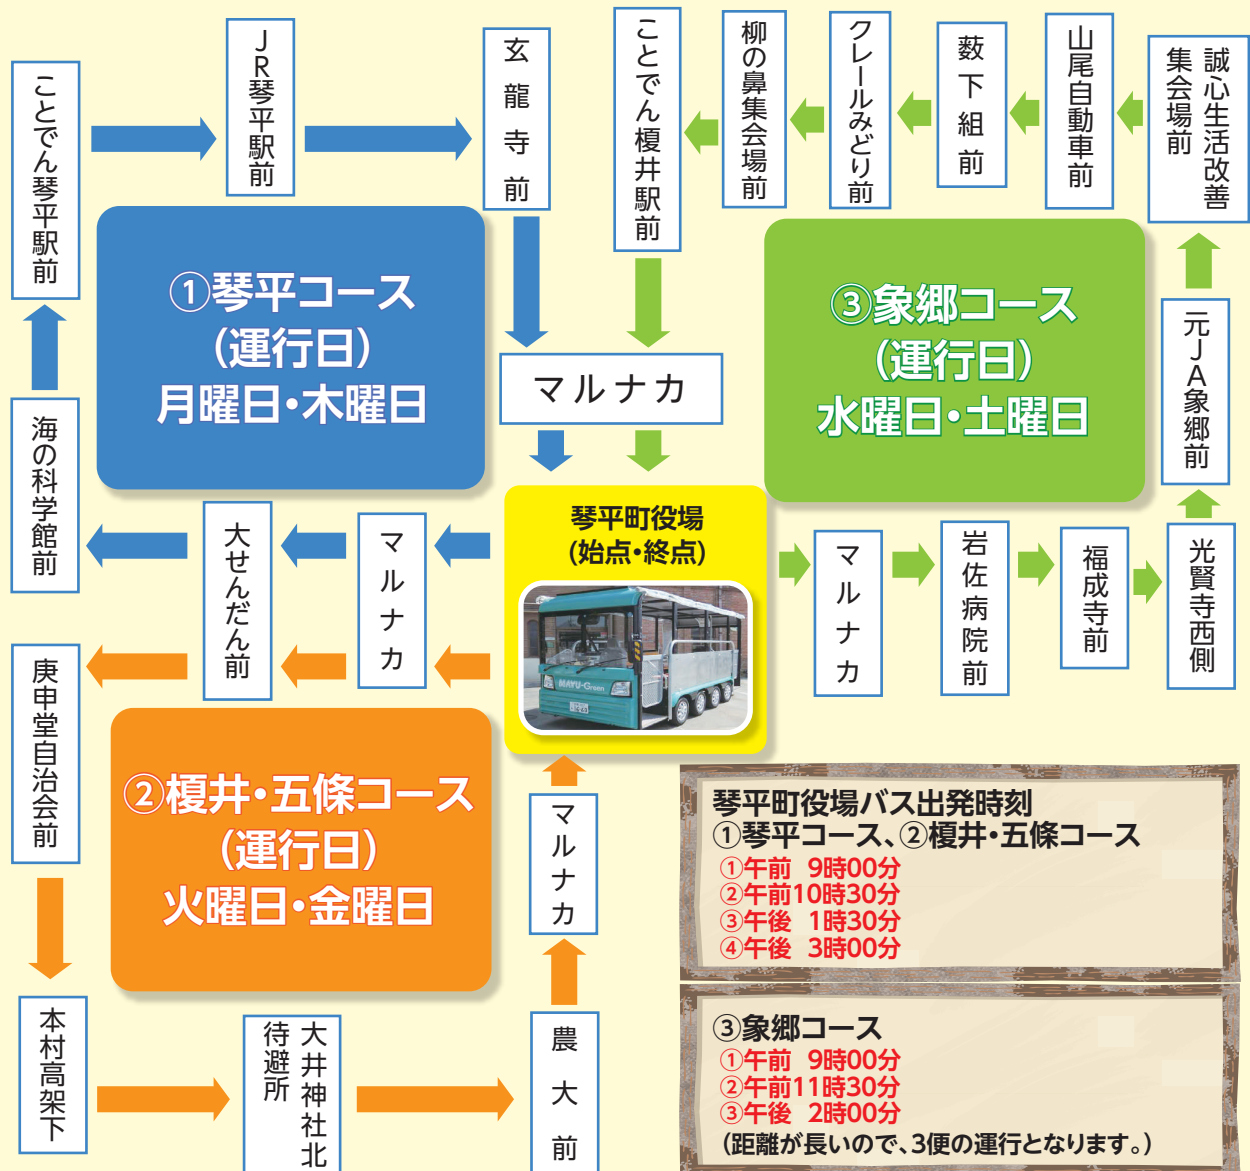 ことでん琴平駅前
JR琴平駅前
玄龍寺前
ことでん榎井駅前
柳の鼻集会場前
クレールみどり前
薮下組前
山尾自動車前
誠心生活改善
集会場前
①琴平コース
(運行日)
月曜日・木曜日
マルナカ
③象郷コース
(運行日)
水曜日・土曜日
元JA象郷前
海の科学館前
大せんだん前
マルナカ
琴平町役場
(始点・終点)
MAYU-Green
マルナカ
岩佐病院前
福成寺前
光賢寺西側
庚申堂自治会前
②榎井・五條コース
(運行日)
火曜日・金曜日
マルナカ
本村高架下
大井神社北
待避所
農大前
琴平町役場バス出発時刻
①琴平コース、②榎井・五條コース
①午前 9時00分
②午前10時30分
③午後 1時30分
④午後 3時00分
③象郷コース
①午前 9時00分
②午前11時30分
③午後 2時00分
(距離が長いので、3便の運行となります。)